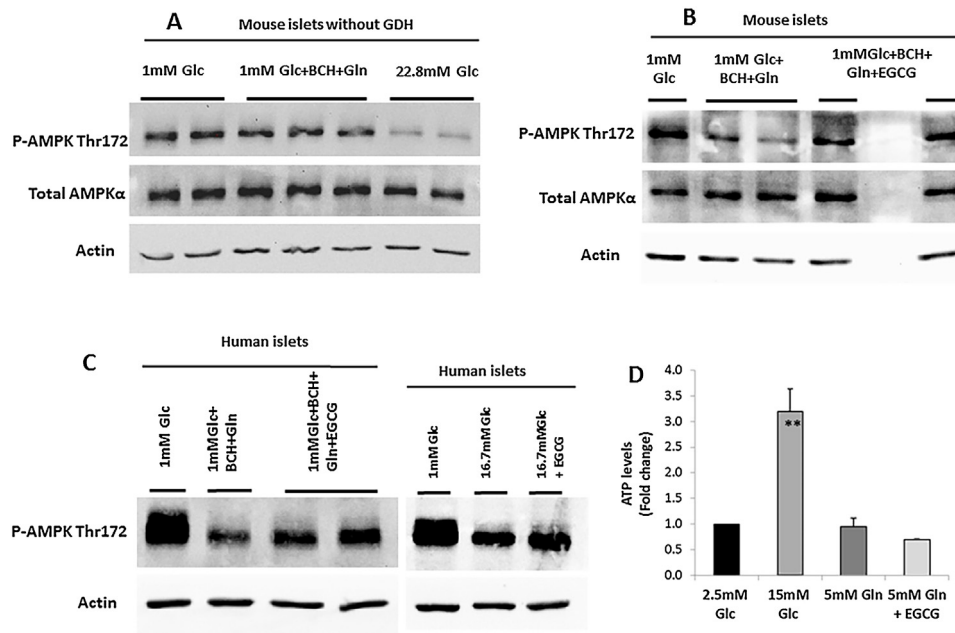 A
Mouse islets without GDH
1mM Glc
1mM Glc+BCH+Gln
22.8mM Glc
P-AMPK Thr172
Total AMPKα
Actin
B
Mouse islets
1mM
Glc
1mM Glc+
BCH+Gln
1mMGlc+BCH+
Gln+EGCG
P-AMPK Thr172
Total AMPKα
Actin
C
Human islets
1mM Glc
1mMGlc+
BCH+Gln
1mMGlc+BCH+
Gln+EGCG
Human islets
1mM Glc
16.7mM Glc
16.7mMGlc
+ EGCG
P-AMPK Thr172
Actin
D
ATP levels
(Fold change)
4.0
3.5
3.0
2.5
2.0
1.5
1.0
0.5
0.0
**
2.5mM
Glc
15mM
Glc
5mM Gln
5mM Gln
+ EGCG